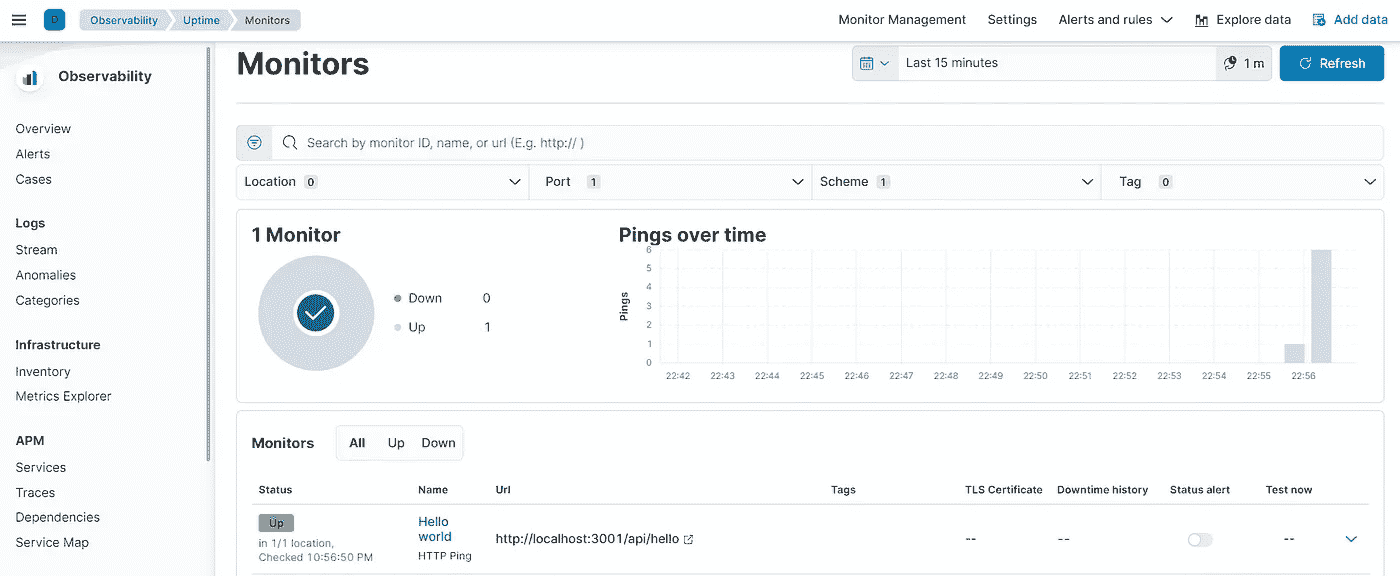 D Observability Uptime Monitors Monitor Management Settings Alerts and rules Explore data Add data
Observability
Overview
Alerts
Cases
Logs
Stream
Anomalies
Categories
Infrastructure
Inventory
Metrics Explorer
APM
Services
Traces
Dependencies
Service Map
Monitors
Last 15 minutes 1 m Refresh
Search by monitor ID, name, or url (E.g. http:// )
Location 0 Port 1 Scheme 1 Tag 0
1 Monitor
Down 0
Up 1
Pings over time
Pings
6
5
4
3
2
1
0
22:42 22:43 22:44 22:45 22:46 22:47 22:48 22:49 22:50 22:51 22:52 22:53 22:54 22:55 22:56
Monitors All Up Down
Status Name Url Tags TLS Certificate Downtime history Status alert Test now
Up
in 1/1 location,
Checked 10:56:50 PM
Hello
world
HTTP Ping
http://localhost:3001/api/hello
-- -- --